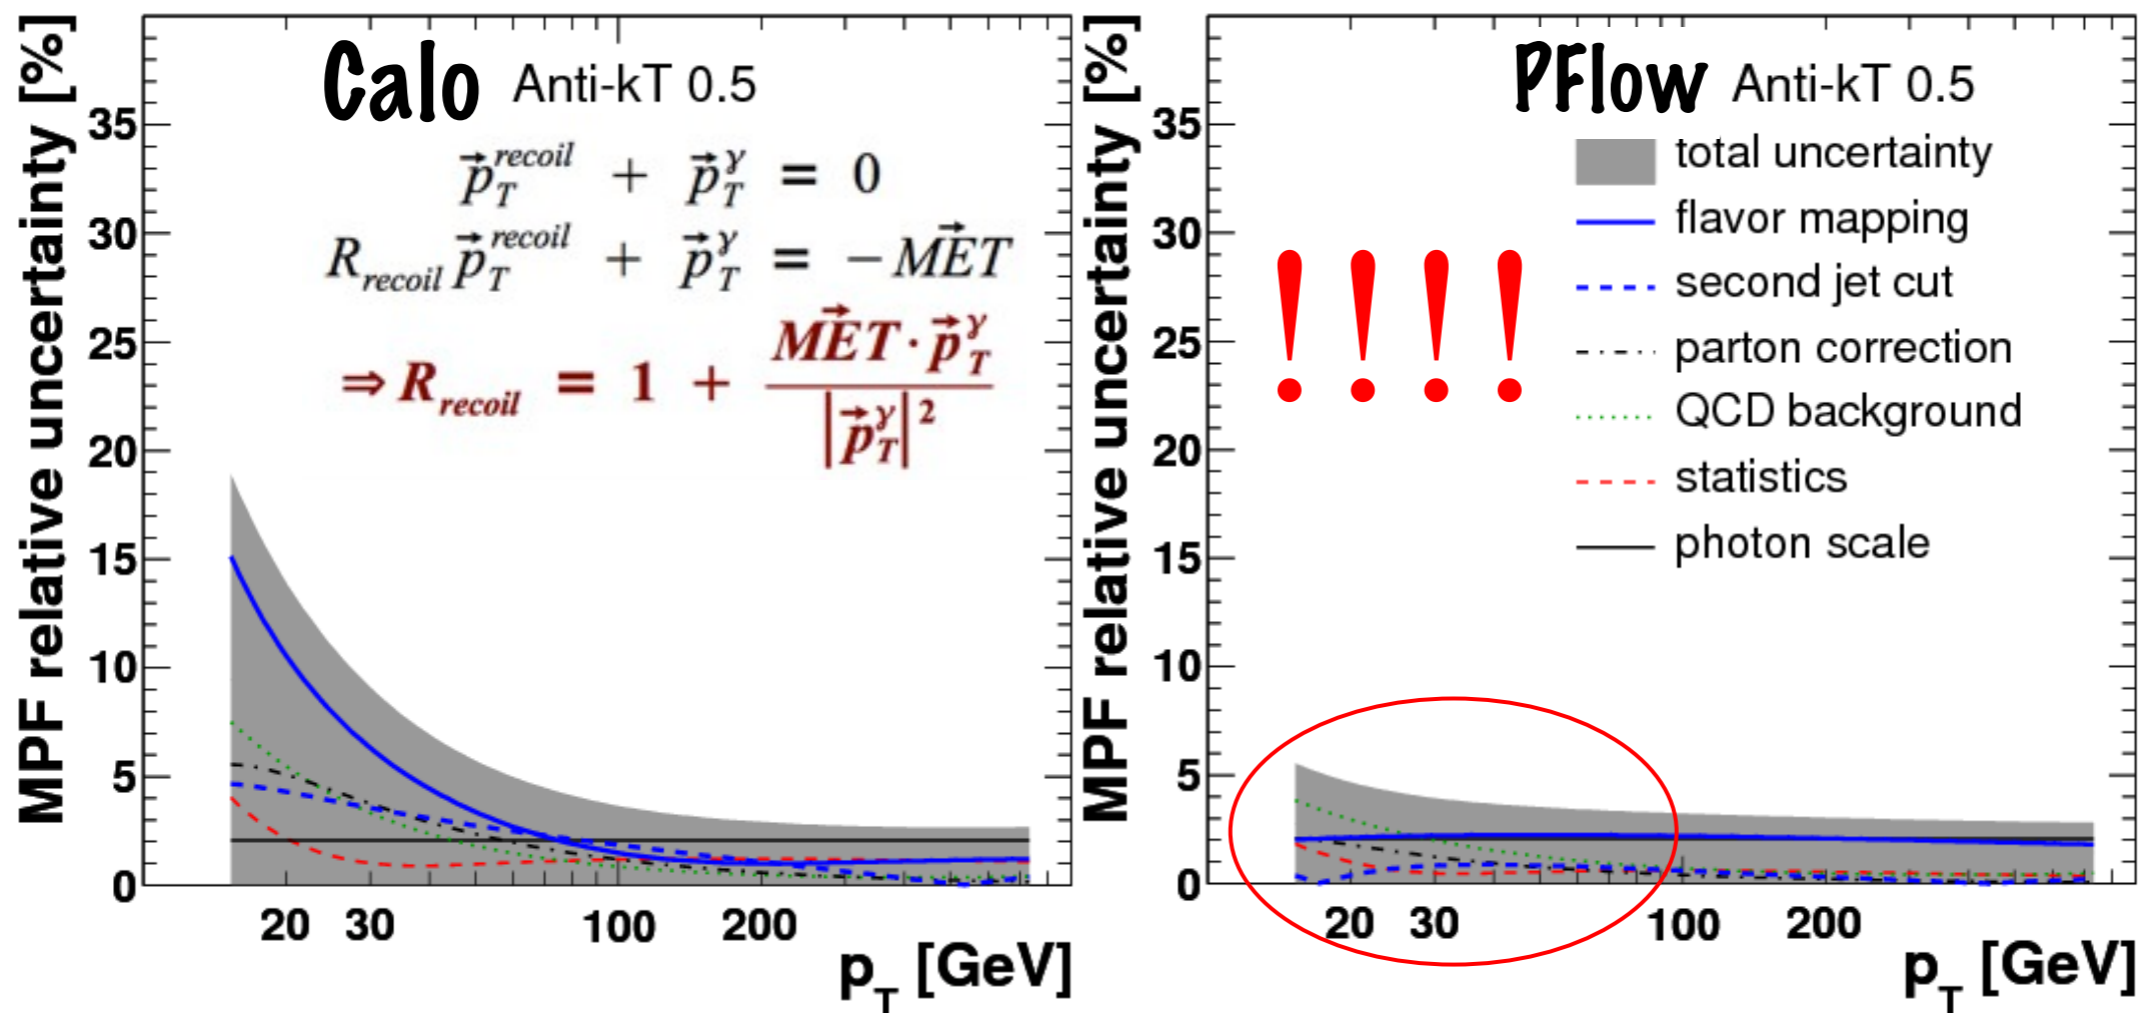 Calo Anti-kT 0.5
p⃗_T^recoil + p⃗_T^γ = 0
R_recoil p⃗_T^recoil + p⃗_T^γ = −ME⃗T
⇒ R_recoil = 1 + ME⃗T · p⃗_T^γ / |p⃗_T^γ|²
MPF relative uncertainty [%]
35
30
25
20
15
10
5
0
20 30 100 200
p_T [GeV]
PFlow Anti-kT 0.5
total uncertainty
flavor mapping
second jet cut
parton correction
QCD background
statistics
photon scale
! ! ! !
MPF relative uncertainty [%]
35
30
25
20
15
10
5
0
20 30 100 200
p_T [GeV]